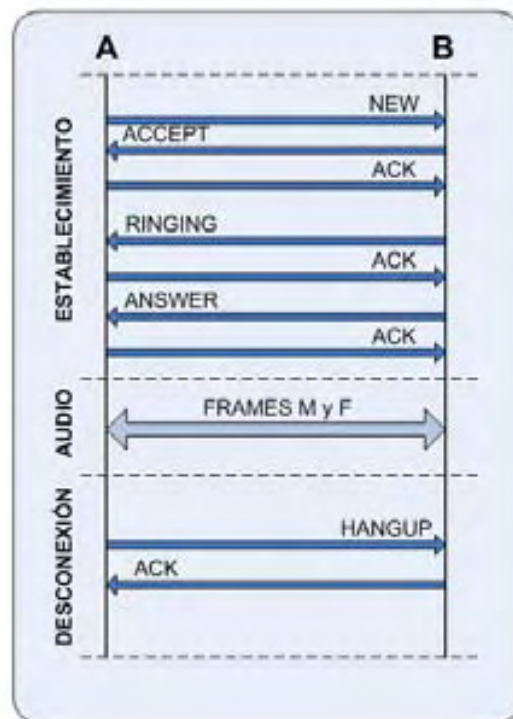 A
B
ESTABLECIMIENTO
NEW
ACCEPT
ACK
RINGING
ACK
ANSWER
ACK
AUDIO
FRAMES M y F
DESCONEXIÓN
HANGUP
ACK